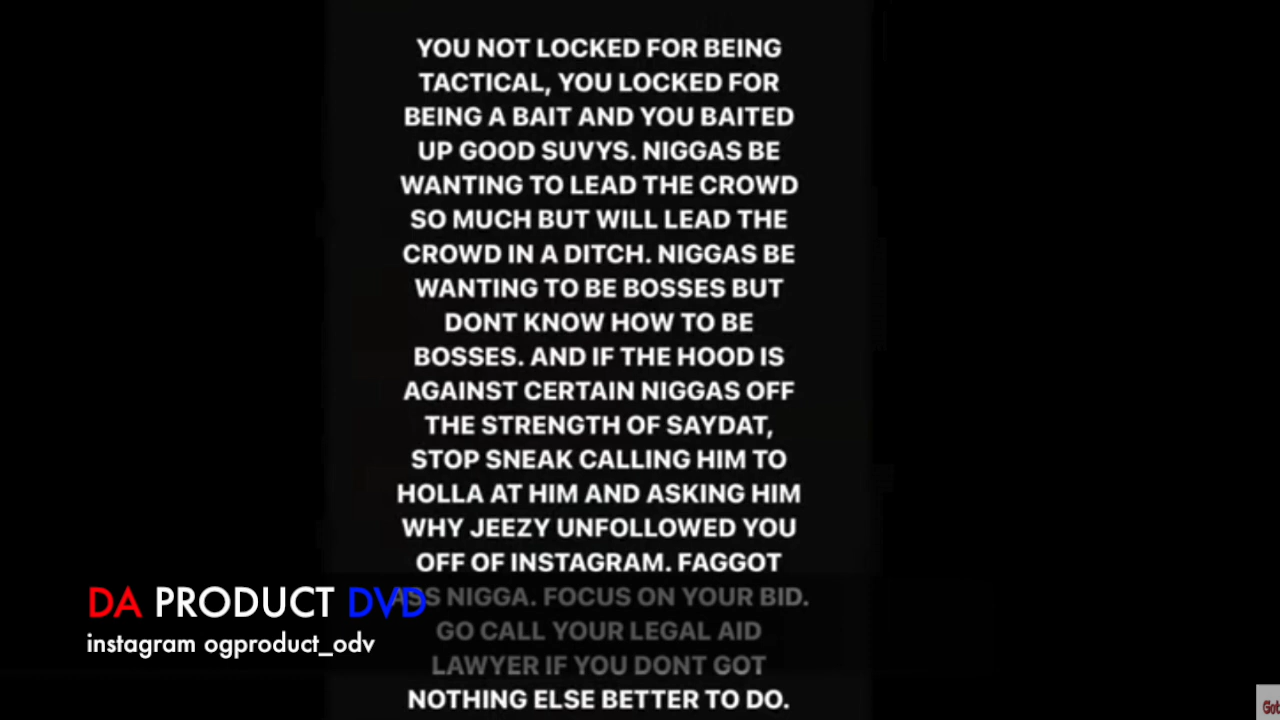 YOU NOT LOCKED FOR BEING
TACTICAL, YOU LOCKED FOR
BEING A BAIT AND YOU BAITED
UP GOOD SUVYS. NIGGAS BE
WANTING TO LEAD THE CROWD
SO MUCH BUT WILL LEAD THE
CROWD IN A DITCH. NIGGAS BE
WANTING TO BE BOSSES BUT
DONT KNOW HOW TO BE
BOSSES. AND IF THE HOOD IS
AGAINST CERTAIN NIGGAS OFF
THE STRENGTH OF SAYDAT,
STOP SNEAK CALLING HIM TO
HOLLA AT HIM AND ASKING HIM
WHY JEEZY UNFOLLOWED YOU
OFF OF INSTAGRAM. FAGGOT
ASS NIGGA. FOCUS ON YOUR BID.
GO CALL YOUR LEGAL AID
LAWYER IF YOU DONT GOT
NOTHING ELSE BETTER TO DO.
DA PRODUCT DVD
instagram ogproduct_odv